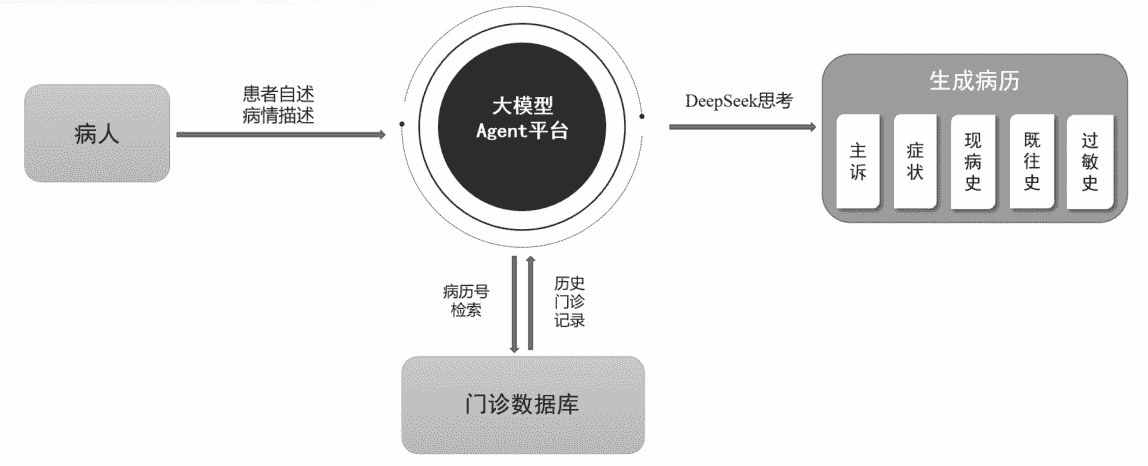 病人
患者自述
病情描述
大模型
Agent平台
DeepSeek思考
生成病历
主诉
症状
现病史
既往史
过敏史
病历号
检索
历史
门诊
记录
门诊数据库